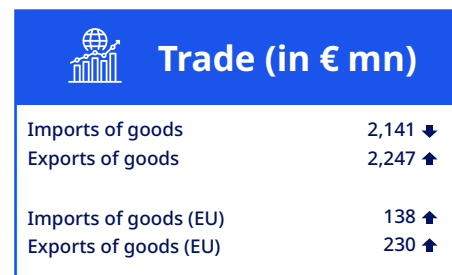 Trade (in € mn)
Imports of goods 2,141
Exports of goods 2,247
Imports of goods (EU) 138
Exports of goods (EU) 230